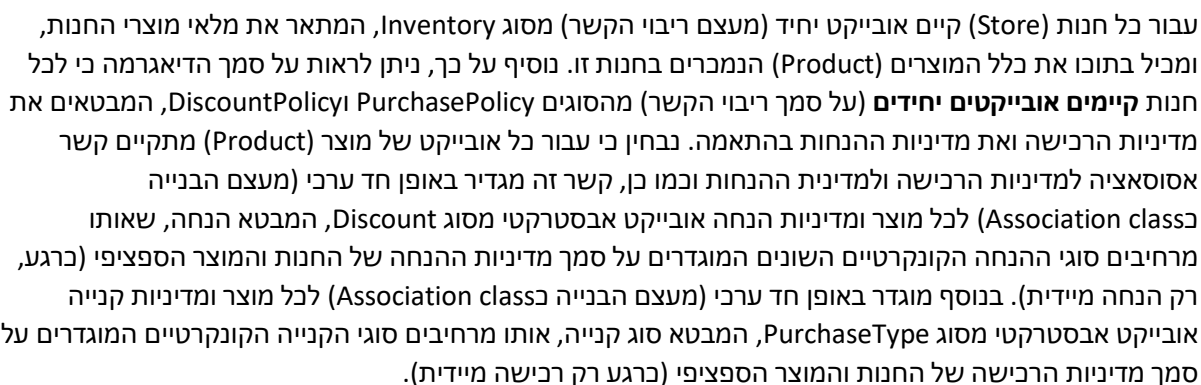 עבור כל חנות (Store) קיים אובייקט יחיד (מעצם ריבוי הקשר) מסוג Inventory, המתאר את מלאי מוצרי החנות,
ומכיל בתוכו את כלל המוצרים (Product) הנמכרים בחנות זו. נוסיף על כך, ניתן לראות על סמך הדיאגרמה כי לכל
חנות קיימים אובייקטים יחידים (על סמך ריבוי הקשר) מהסוגים PurchasePolicy וDiscountPolicy, המבטאים את
מדיניות הרכישה ואת מדיניות ההנחות בהתאמה. נבחין כי עבור כל אובייקט של מוצר (Product) מתקיים קשר
אסוסאציה למדיניות הרכישה ולמדינית ההנחות וכמו כן, קשר זה מגדיר באופן חד ערכי (מעצם הבנייה
כAssociation class) לכל מוצר ומדיניות הנחה אובייקט אבסטרקטי מסוג Discount, המבטא הנחה, שאותו
מרחיבים סוגי ההנחה הקונקרטיים השונים המוגדרים על סמך מדיניות ההנחה של החנות והמוצר הספציפי (כרגע,
רק הנחה מיידית). בנוסף מוגדר באופן חד ערכי (מעצם הבנייה כAssociation class) לכל מוצר ומדיניות קנייה
אובייקט אבסטרקטי מסוג PurchaseType, המבטא סוג קנייה, אותו מרחיבים סוגי הקנייה הקונקרטיים המוגדרים על
סמך מדיניות הרכישה של החנות והמוצר הספציפי (כרגע רק רכישה מיידית).